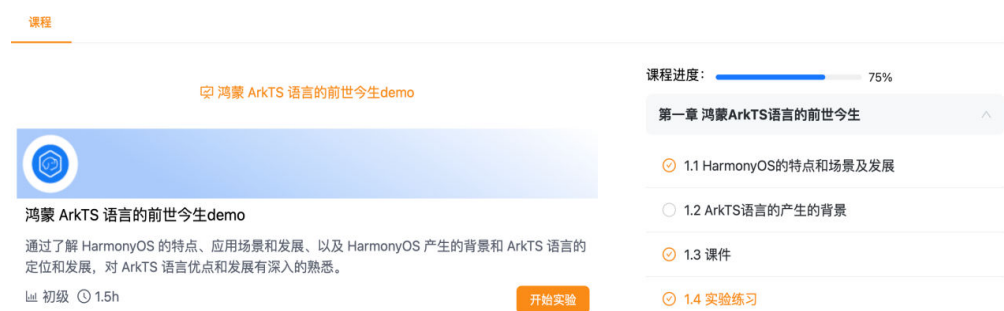 课程
鸿蒙 ArkTS 语言的前世今生demo
鸿蒙 ArkTS 语言的前世今生demo
通过了解 HarmonyOS 的特点、应用场景和发展、以及 HarmonyOS 产生的背景和 ArkTS 语言的
定位和发展，对 ArkTS 语言优点和发展有深入的熟悉。
初级 1.5h
开始实验
课程进度： 75%
第一章 鸿蒙ArkTS语言的前世今生
1.1 HarmonyOS的特点和场景及发展
1.2 ArkTS语言的产生的背景
1.3 课件
1.4 实验练习